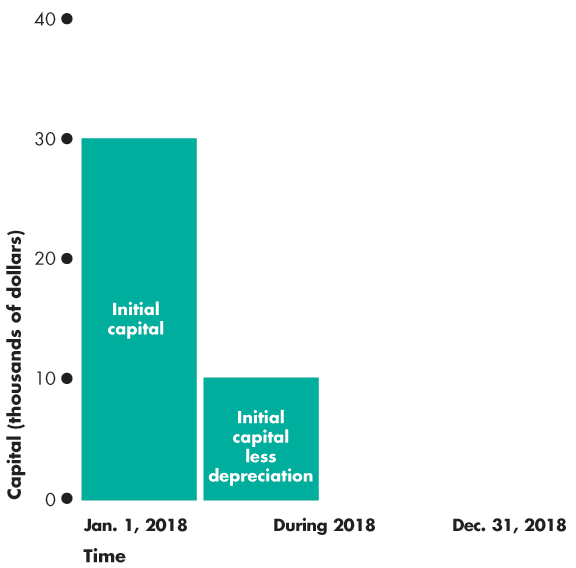 40
30
20
10
0
Capital (thousands of dollars)
Initial
capital
Initial
capital
less
depreciation
Jan. 1, 2018
During 2018
Dec. 31, 2018
Time